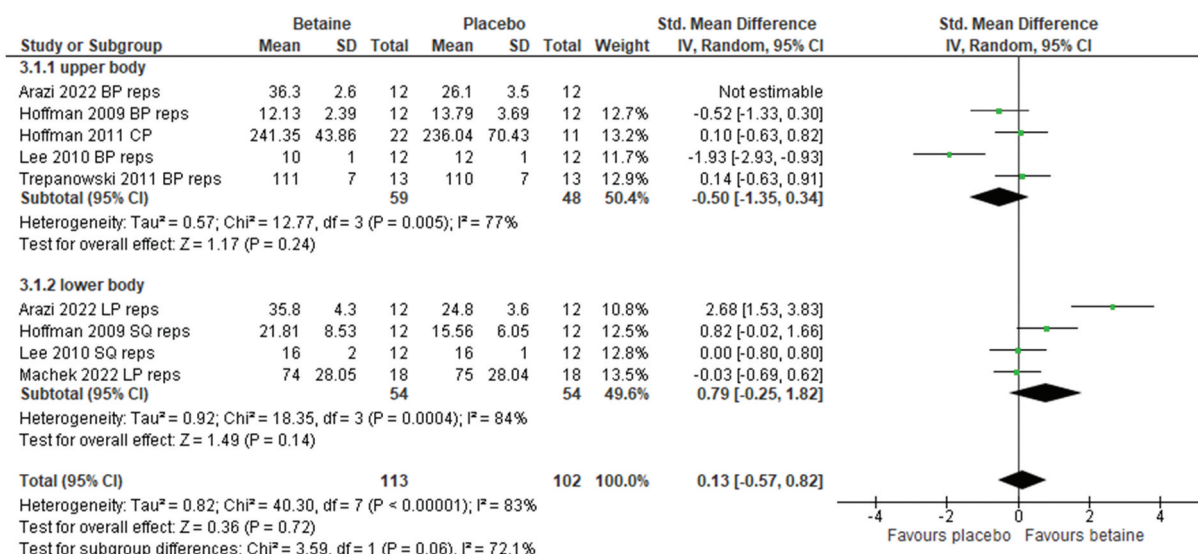 Betaine Placebo Std. Mean Difference Std. Mean Difference
Study or Subgroup Mean SD Total Mean SD Total Weight IV, Random, 95% CI IV, Random, 95% CI
3.1.1 upper body
Arazi 2022 BP reps 36.3 2.6 12 26.1 3.5 12 Not estimable
Hoffman 2009 BP reps 12.13 2.39 12 13.79 3.69 12 12.7% -0.52 [-1.33, 0.30]
Hoffman 2011 CP 241.35 43.86 22 236.04 70.43 11 13.2% 0.10 [-0.63, 0.82]
Lee 2010 BP reps 10 1 12 12 1 12 11.7% -1.93 [-2.93, -0.93]
Trepanowski 2011 BP reps 111 7 13 110 7 13 12.9% 0.14 [-0.63, 0.91]
Subtotal (95% CI) 59 48 50.4% -0.50 [-1.35, 0.34]
Heterogeneity: Tau² = 0.57; Chi² = 12.77, df = 3 (P = 0.005); I² = 77%
Test for overall effect: Z = 1.17 (P = 0.24)
3.1.2 lower body
Arazi 2022 LP reps 35.8 4.3 12 24.8 3.6 12 10.8% 2.68 [1.53, 3.83]
Hoffman 2009 SQ reps 21.81 8.53 12 15.56 6.05 12 12.5% 0.82 [-0.02, 1.66]
Lee 2010 SQ reps 16 2 12 16 1 12 12.8% 0.00 [-0.80, 0.80]
Machek 2022 LP reps 74 28.05 18 75 28.04 18 13.5% -0.03 [-0.69, 0.62]
Subtotal (95% CI) 54 54 49.6% 0.79 [-0.25, 1.82]
Heterogeneity: Tau² = 0.92; Chi² = 18.35, df = 3 (P = 0.0004); I² = 84%
Test for overall effect: Z = 1.49 (P = 0.14)
Total (95% CI) 113 102 100.0% 0.13 [-0.57, 0.82]
Heterogeneity: Tau² = 0.82; Chi² = 40.30, df = 7 (P < 0.00001); I² = 83%
Test for overall effect: Z = 0.36 (P = 0.72)
Test for subgroup differences: Chi² = 3.59, df = 1 (P = 0.06), I² = 72.1%
-4 -2 0 2 4
Favours placebo Favours betaine